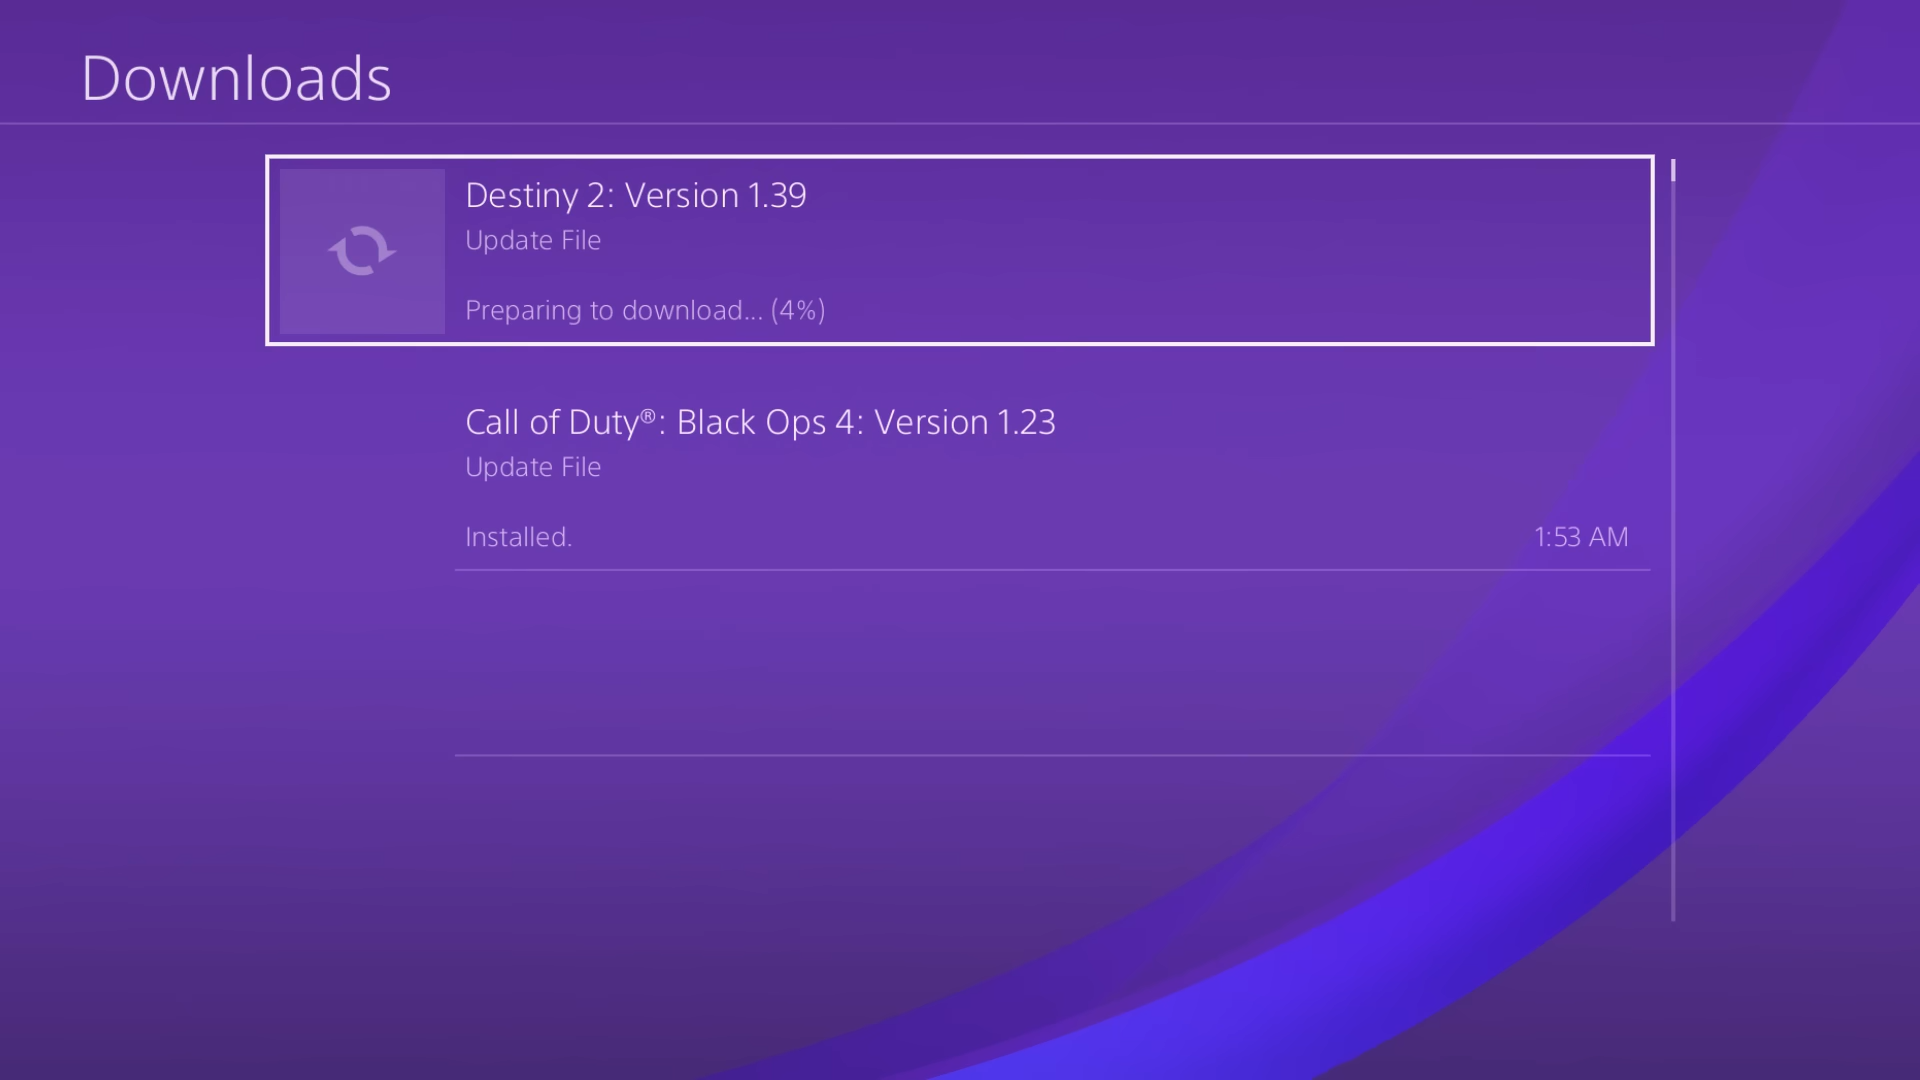 Downloads
Destiny 2: Version 1.39
Update File
Preparing to download... (4%)
Call of Duty®: Black Ops 4: Version 1.23
Update File
Installed.
1:53 AM